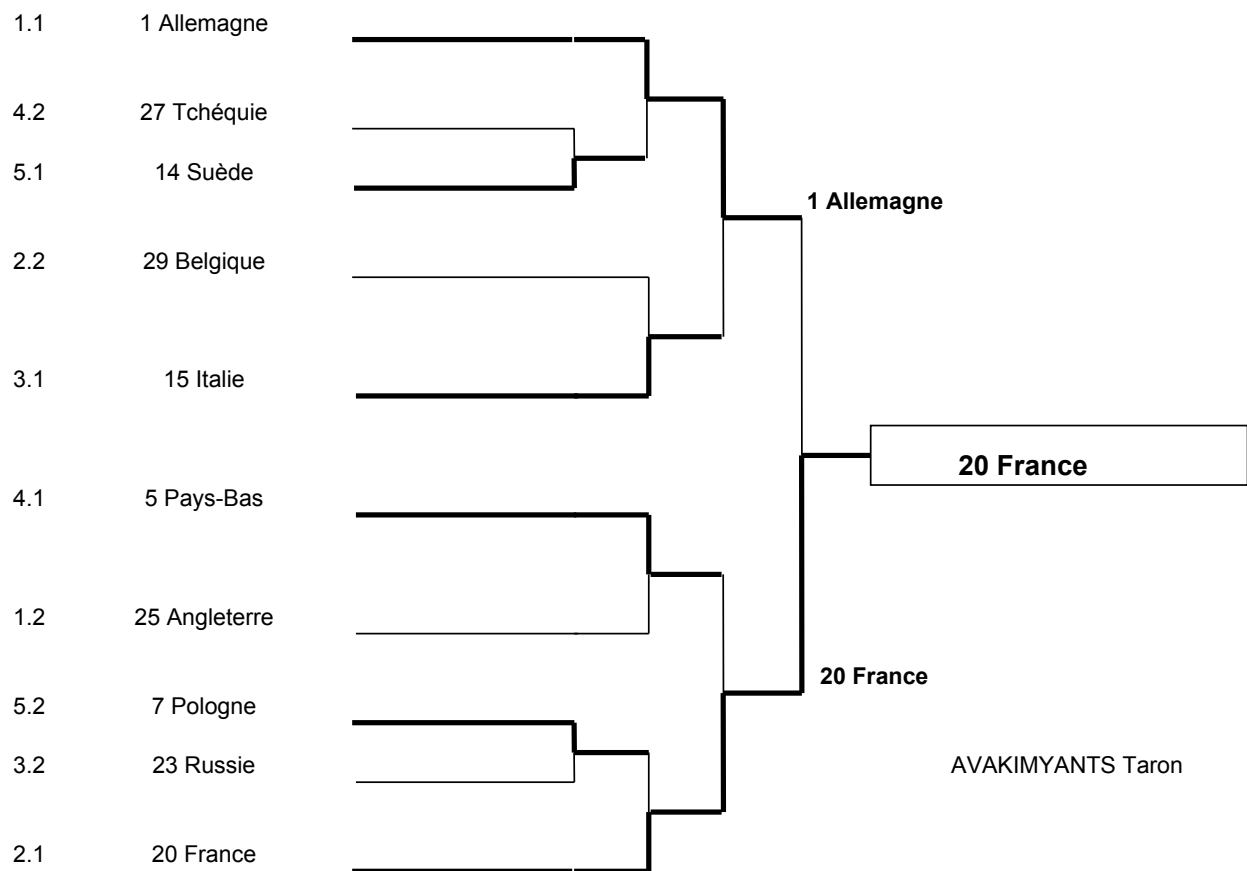 1.1 1 Allemagne
4.2 27 Tchéquie
5.1 14 Suède
1 Allemagne
2.2 29 Belgique
3.1 15 Italie
20 France
4.1 5 Pays-Bas
1.2 25 Angleterre
20 France
5.2 7 Pologne
3.2 23 Russie
AVAKIMYANTS Taron
2.1 20 France